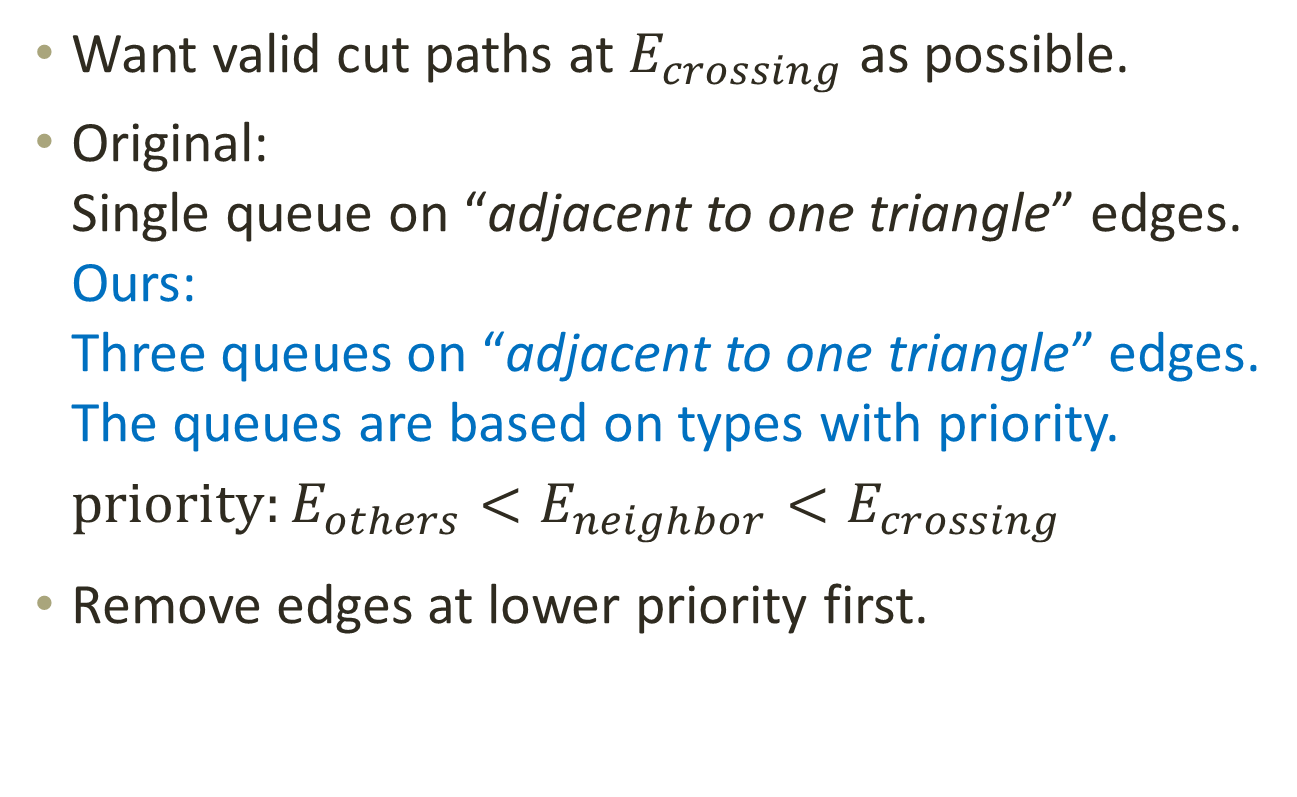 • Want valid cut paths at E_crossing as possible.
• Original:
Single queue on “adjacent to one triangle” edges.
Ours:
Three queues on “adjacent to one triangle” edges.
The queues are based on types with priority.
priority: E_others < E_neighbor < E_crossing
• Remove edges at lower priority first.